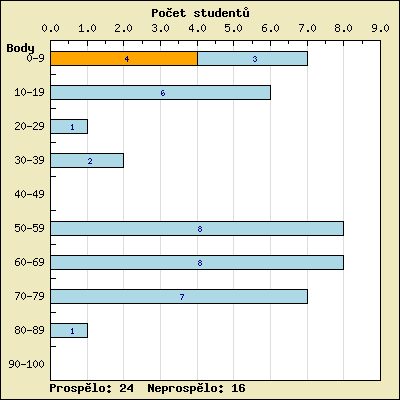 Počet studentů
0.0 1.0 2.0 3.0 4.0 5.0 6.0 7.0 8.0 9.0
Body
0-9 4 3
10-19 6
20-29 1
30-39 2
40-49
50-59 8
60-69 8
70-79 7
80-89 1
90-100
Prospělo: 24 Neprospělo: 16